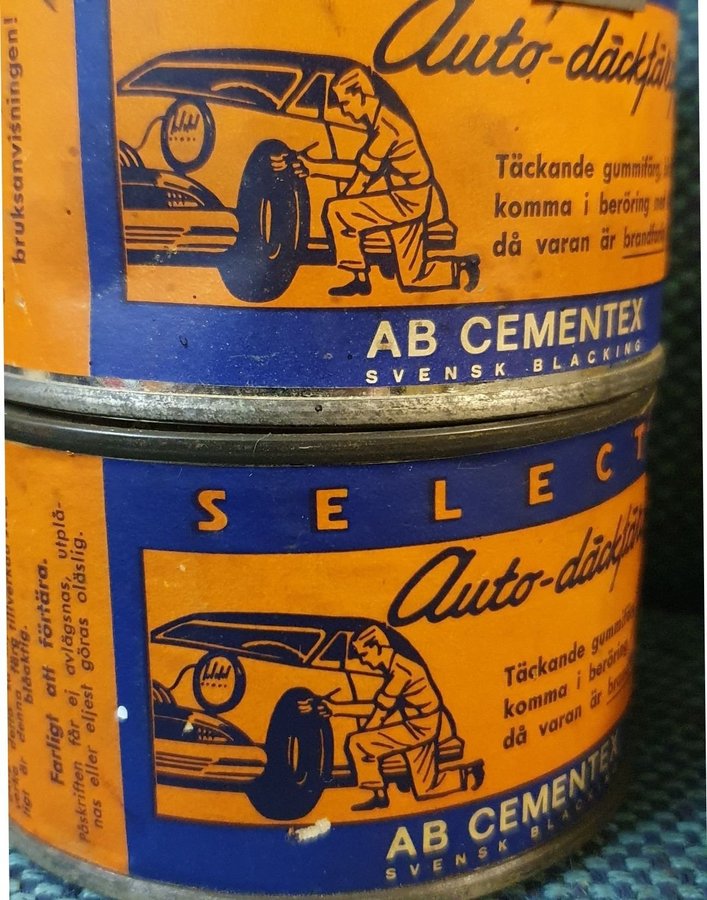 bruksanvisningen!
Auto-däckfär
Täckande gummifärg,
komma i beröring
då varan är brandfarl
AB CEMENTEX
SVENSK BLACKING
SELECT
Auto-däckfär
Täckande
komma i beröring
då varan är
AB CEMENTEX
SVENSK
Farligt att förtära.
Påskriften får ej avlägsnas, utplå-
nas eller eljest göras oläslig.